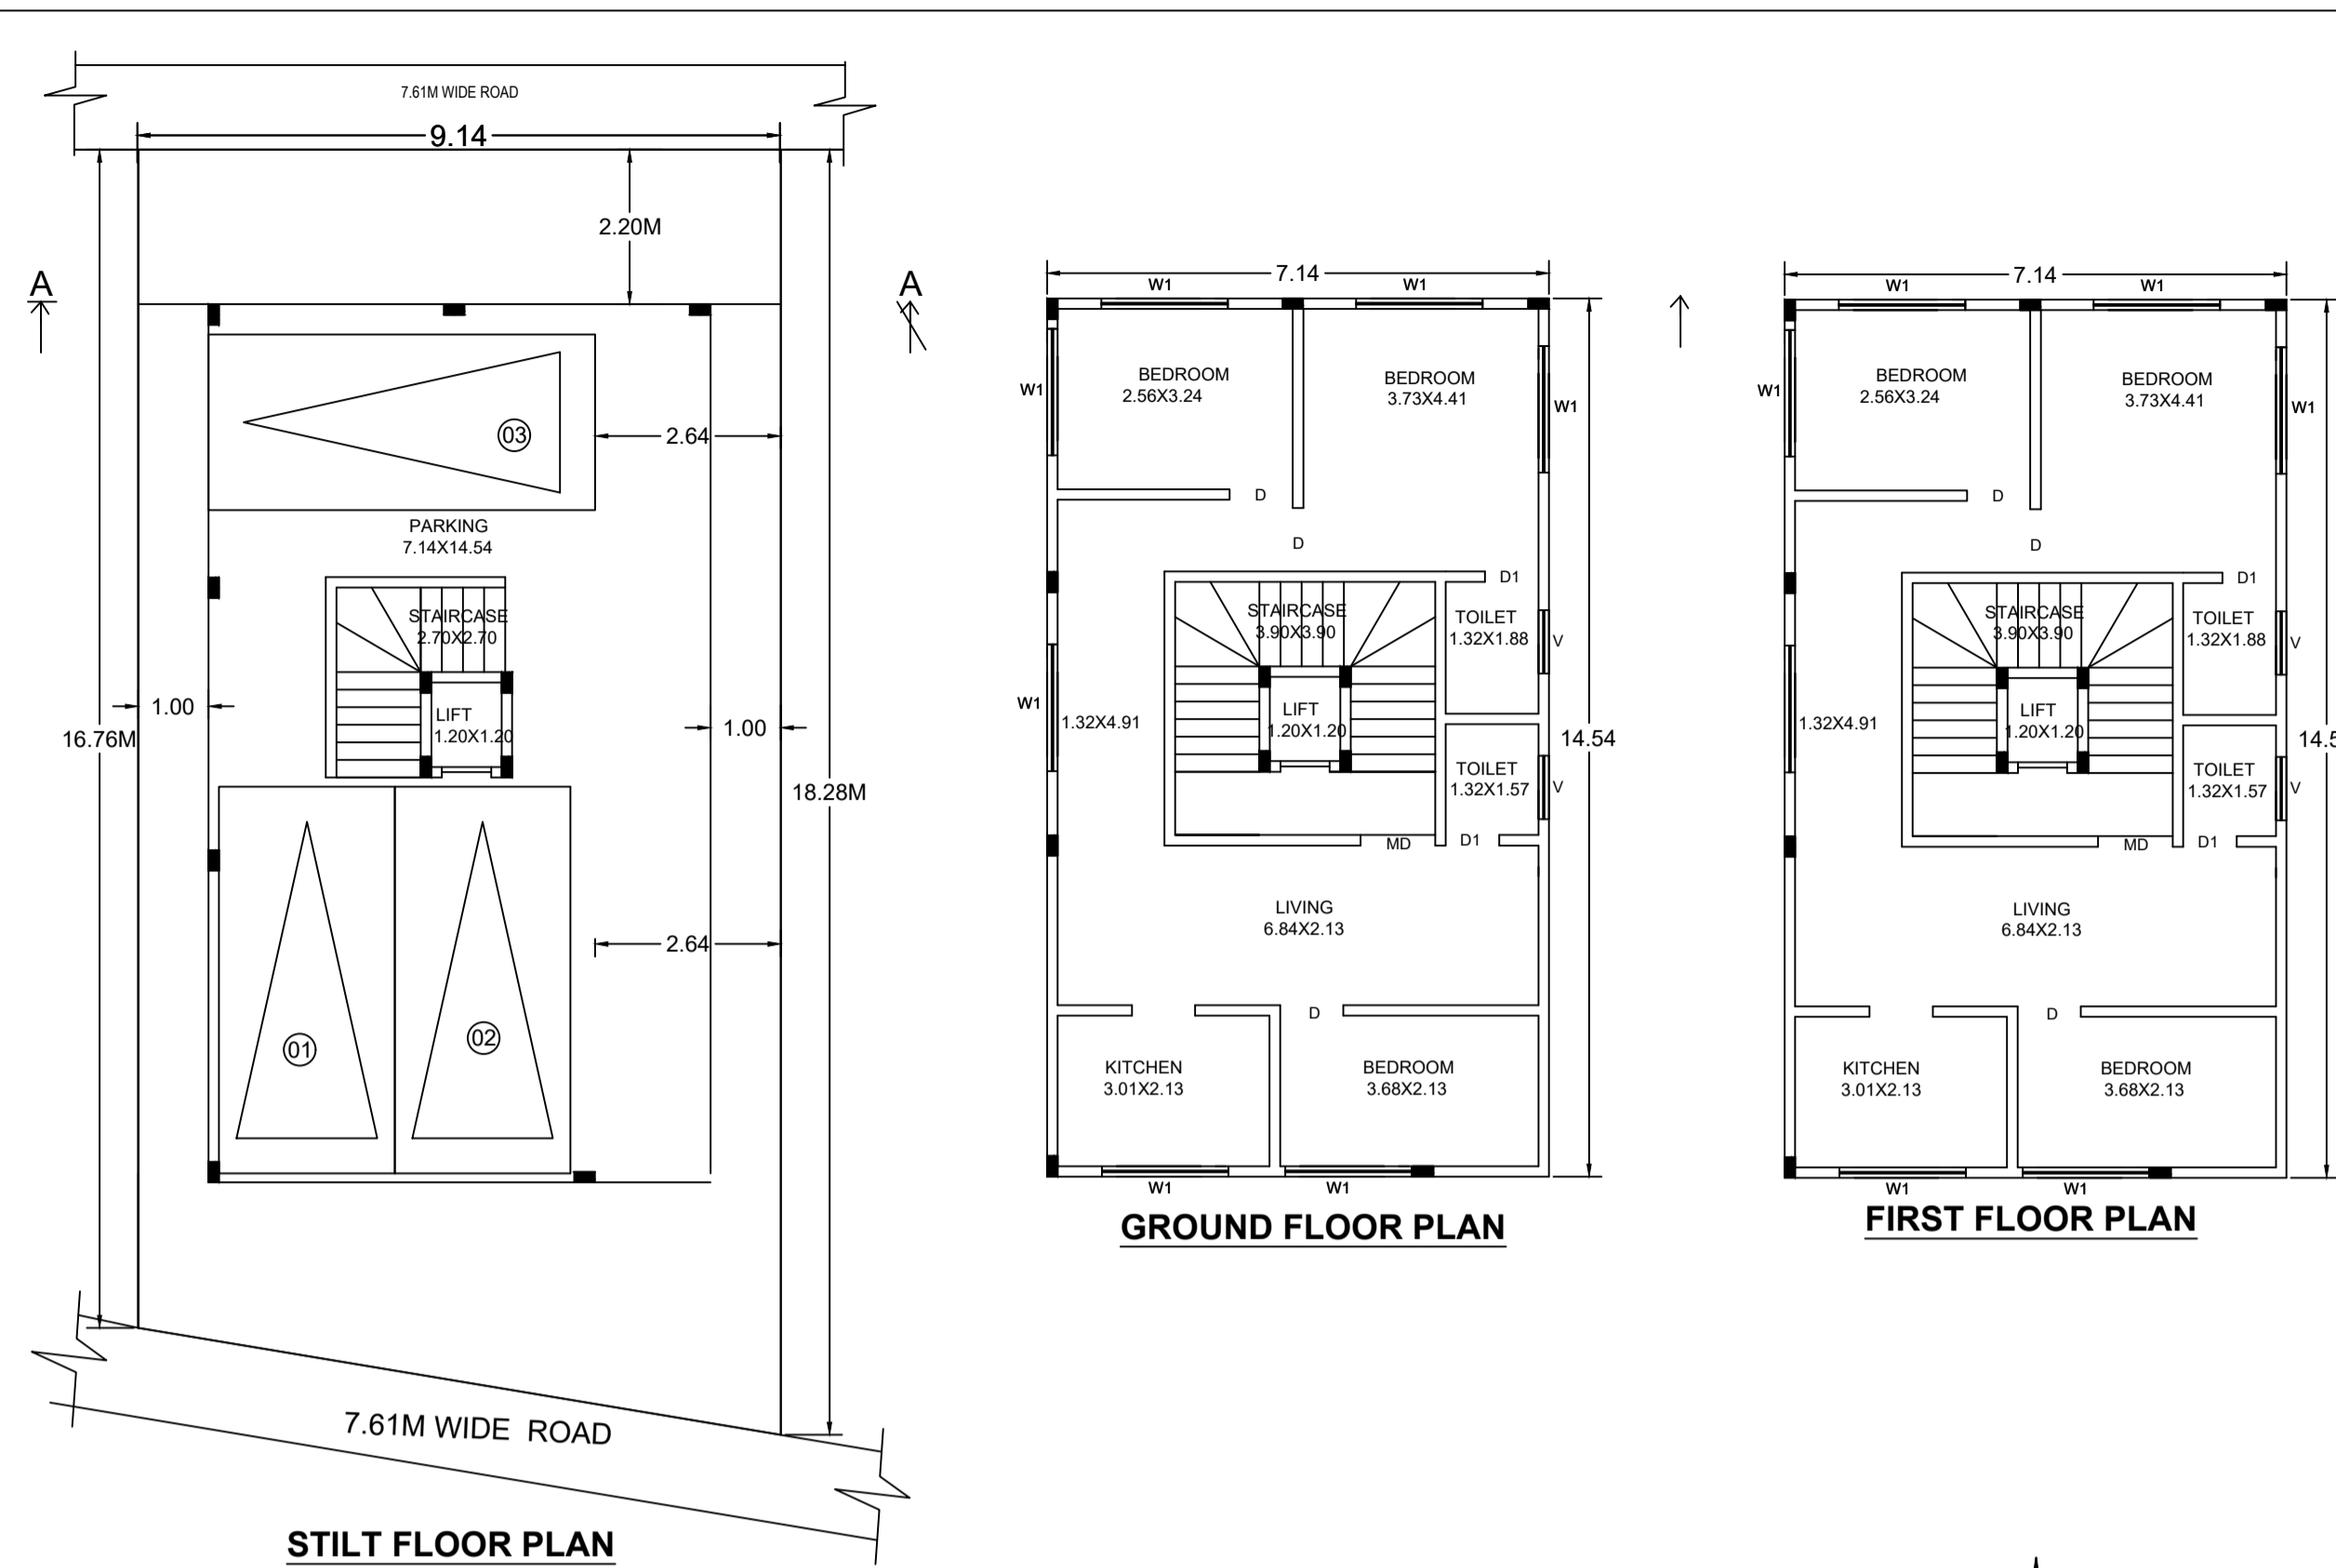 7.61M WIDE ROAD
9.14
2.20M
A
A
03
2.64
PARKING
7.14X14.54
STAIRCASE
2.70X2.70
LIFT
1.20X1.20
1.00
1.00
16.76M
18.28M
2.64
01
02
7.61M WIDE ROAD
STILT FLOOR PLAN
7.14
W1
W1
BEDROOM
2.56X3.24
BEDROOM
3.73X4.41
W1
W1
D
D
D1
STAIRCASE
3.90X3.90
TOILET
1.32X1.88
V
W1
1.32X4.91
LIFT
1.20X1.20
14.54
TOILET
1.32X1.57
V
MD
D1
LIVING
6.84X2.13
D
KITCHEN
3.01X2.13
BEDROOM
3.68X2.13
W1
W1
GROUND FLOOR PLAN
7.14
W1
W1
BEDROOM
2.56X3.24
BEDROOM
3.73X4.41
W1
W1
D
D
D1
STAIRCASE
3.90X3.90
TOILET
1.32X1.88
V
1.32X4.91
LIFT
1.20X1.20
14.5
TOILET
1.32X1.57
V
MD
D1
LIVING
6.84X2.13
D
KITCHEN
3.01X2.13
BEDROOM
3.68X2.13
W1
W1
FIRST FLOOR PLAN